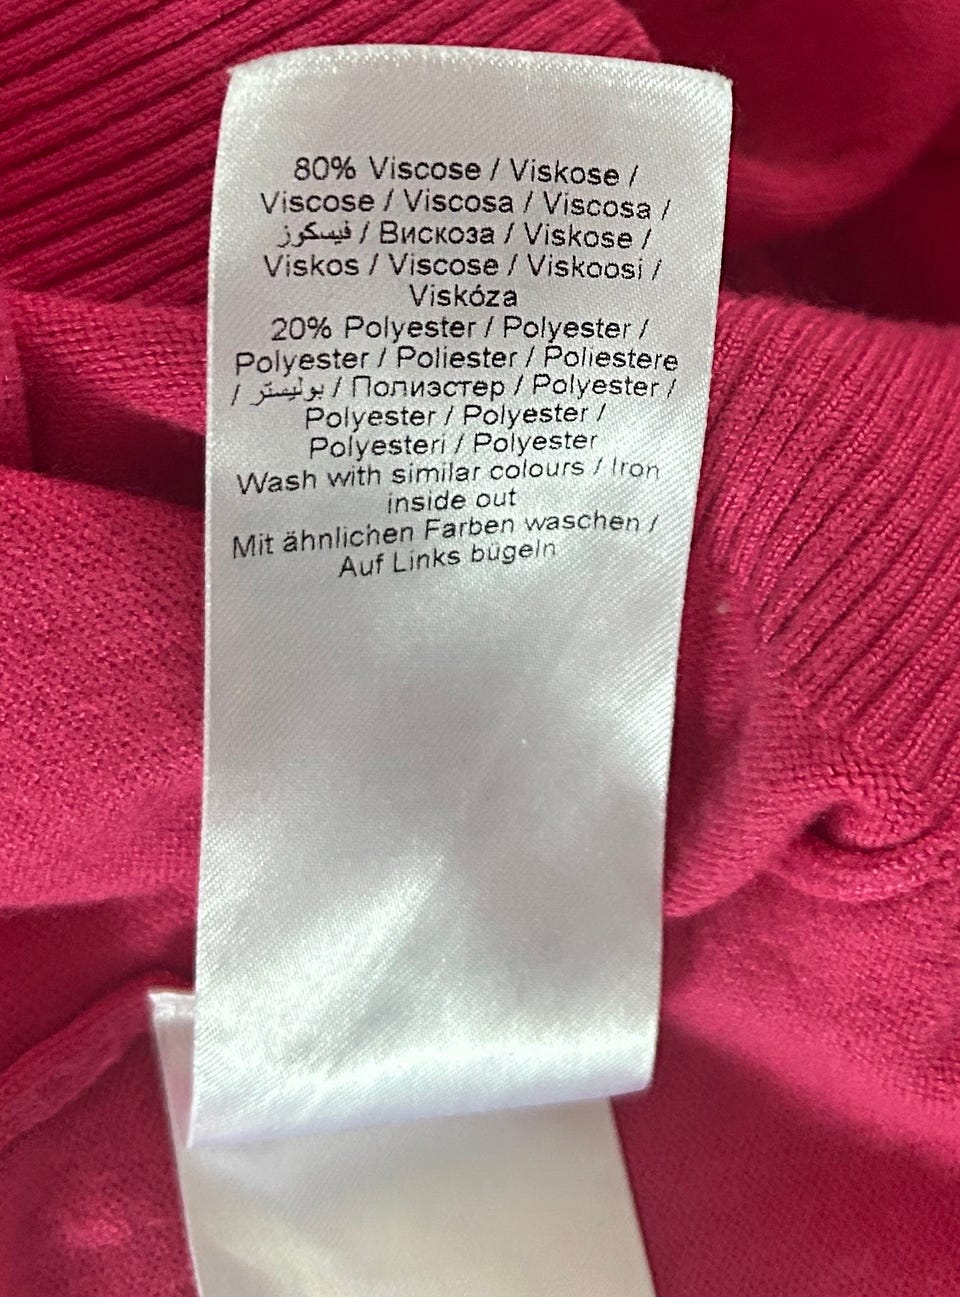 80% Viscose / Viskose /
Viscose / Viscosa / Viscosa /
فيسكوز / Вискоза / Viskose /
Viskos / Viscose / Viskoosi /
Viskóza
20% Polyester / Polyester /
Polyester / Poliester / Poliestere
/ بوليستر / Полиэстер / Polyester /
Polyester / Polyester /
Polyesteri / Polyester
Wash with similar colours / Iron
inside out
Mit ähnlichen Farben waschen /
Auf Links bügeln